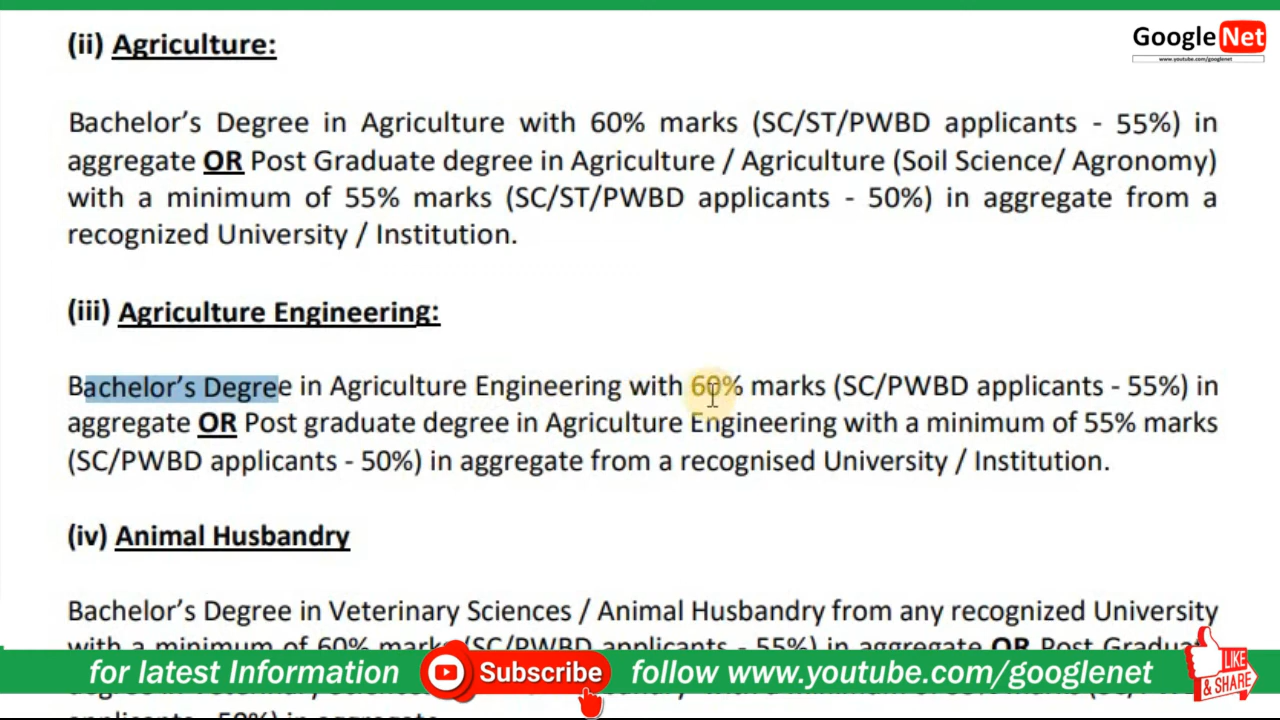 (ii) Agriculture:
Google Net
www.youtube.com/googlenet
Bachelor’s Degree in Agriculture with 60% marks (SC/ST/PWBD applicants - 55%) in
aggregate OR Post Graduate degree in Agriculture / Agriculture (Soil Science/ Agronomy)
with a minimum of 55% marks (SC/ST/PWBD applicants - 50%) in aggregate from a
recognized University / Institution.
(iii) Agriculture Engineering:
Bachelor’s Degree in Agriculture Engineering with 60% marks (SC/PWBD applicants - 55%) in
aggregate OR Post graduate degree in Agriculture Engineering with a minimum of 55% marks
(SC/PWBD applicants - 50%) in aggregate from a recognised University / Institution.
(iv) Animal Husbandry
Bachelor’s Degree in Veterinary Sciences / Animal Husbandry from any recognized University
with a minimum of 60% marks (SC/PWBD applicants - 55%) in aggregate OR Post Graduate
for latest Information Subscribe follow www.youtube.com/googlenet
LIKE
& SHARE